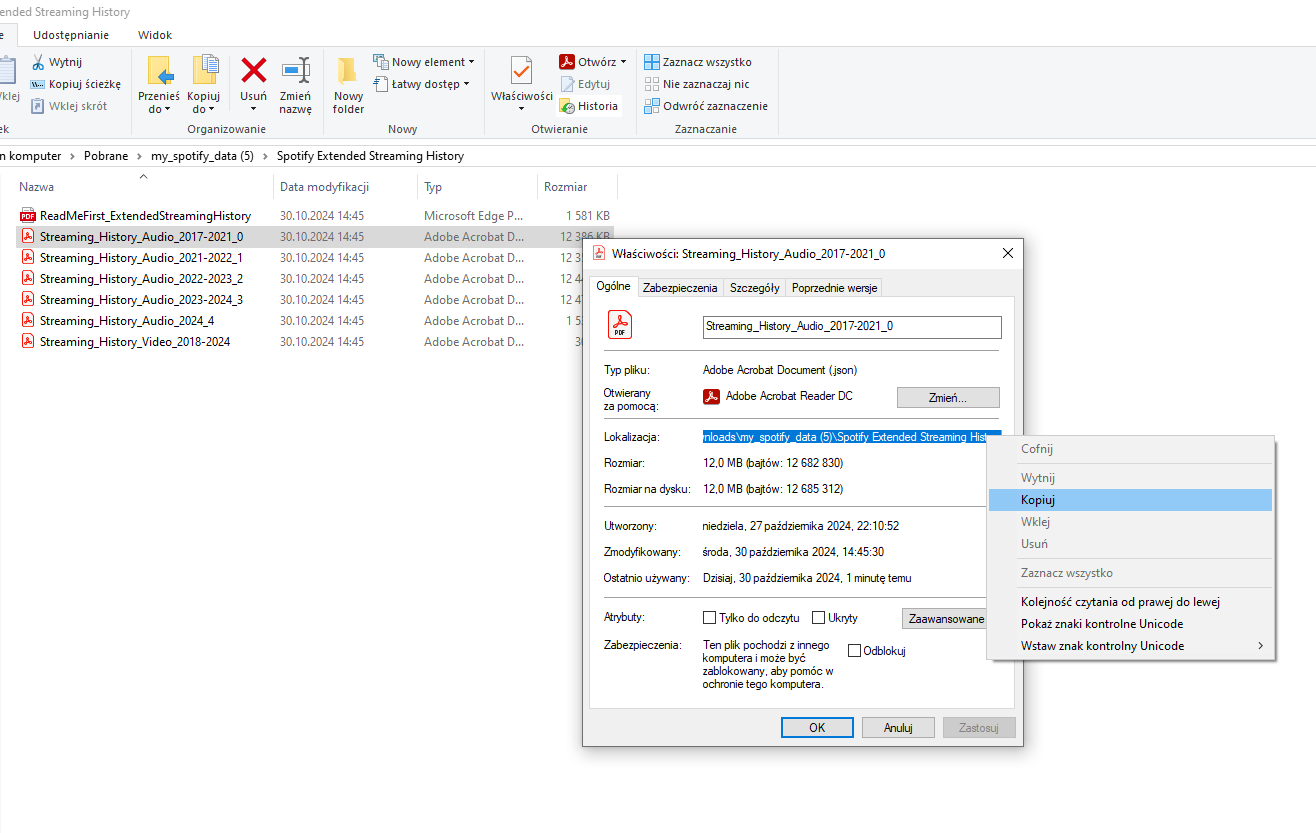 ended Streaming History
e Udostępnianie Widok
Wytnij
Kopiuj ścieżkę
Wklej skrót
klej
ek
Przenieś do
Kopiuj do
Usuń
Zmień nazwę
Organizowanie
Nowy folder
Nowy element
Łatwy dostęp
Nowy
Właściwości
Otwórz
Edytuj
Historia
Otwieranie
Zaznacz wszystko
Nie zaznaczaj nic
Odwróć zaznaczenie
Zaznaczanie
n komputer > Pobrane > my_spotify_data (5) > Spotify Extended Streaming History
Nazwa Data modyfikacji Typ Rozmiar
PDF ReadMeFirst_ExtendedStreamingHistory 30.10.2024 14:45 Microsoft Edge P... 1 581 KB
Streaming_History_Audio_2017-2021_0 30.10.2024 14:45 Adobe Acrobat D... 12 386 KB
Streaming_History_Audio_2021-2022_1 30.10.2024 14:45 Adobe Acrobat D... 12 3
Streaming_History_Audio_2022-2023_2 30.10.2024 14:45 Adobe Acrobat D... 12 4
Streaming_History_Audio_2023-2024_3 30.10.2024 14:45 Adobe Acrobat D... 12 4
Streaming_History_Audio_2024_4 30.10.2024 14:45 Adobe Acrobat D... 1 5
Streaming_History_Video_2018-2024 30.10.2024 14:45 Adobe Acrobat D... 30
Właściwości: Streaming_History_Audio_2017-2021_0
Ogólne Zabezpieczenia Szczegóły Poprzednie wersje
PDF
Streaming_History_Audio_2017-2021_0
Typ pliku: Adobe Acrobat Document (.json)
Otwierany za pomocą: Adobe Acrobat Reader DC Zmień...
Lokalizacja: nloads\my_spotify_data (5)\Spotify Extended Streaming Hist
Rozmiar: 12,0 MB (bajtów: 12 682 830)
Rozmiar na dysku: 12,0 MB (bajtów: 12 685 312)
Utworzony: niedziela, 27 października 2024, 22:10:52
Zmodyfikowany: środa, 30 października 2024, 14:45:30
Ostatnio używany: Dzisiaj, 30 października 2024, 1 minutę temu
Atrybuty: Tylko do odczytu Ukryty Zaawansowane
Zabezpieczenia: Ten plik pochodzi z innego
komputera i może być
zablokowany, aby pomóc w
ochronie tego komputera.
Odblokuj
OK Anuluj Zastosuj
Cofnij
Wytnij
Kopiuj
Wklej
Usuń
Zaznacz wszystko
Kolejność czytania od prawej do lewej
Pokaż znaki kontrolne Unicode
Wstaw znak kontrolny Unicode >